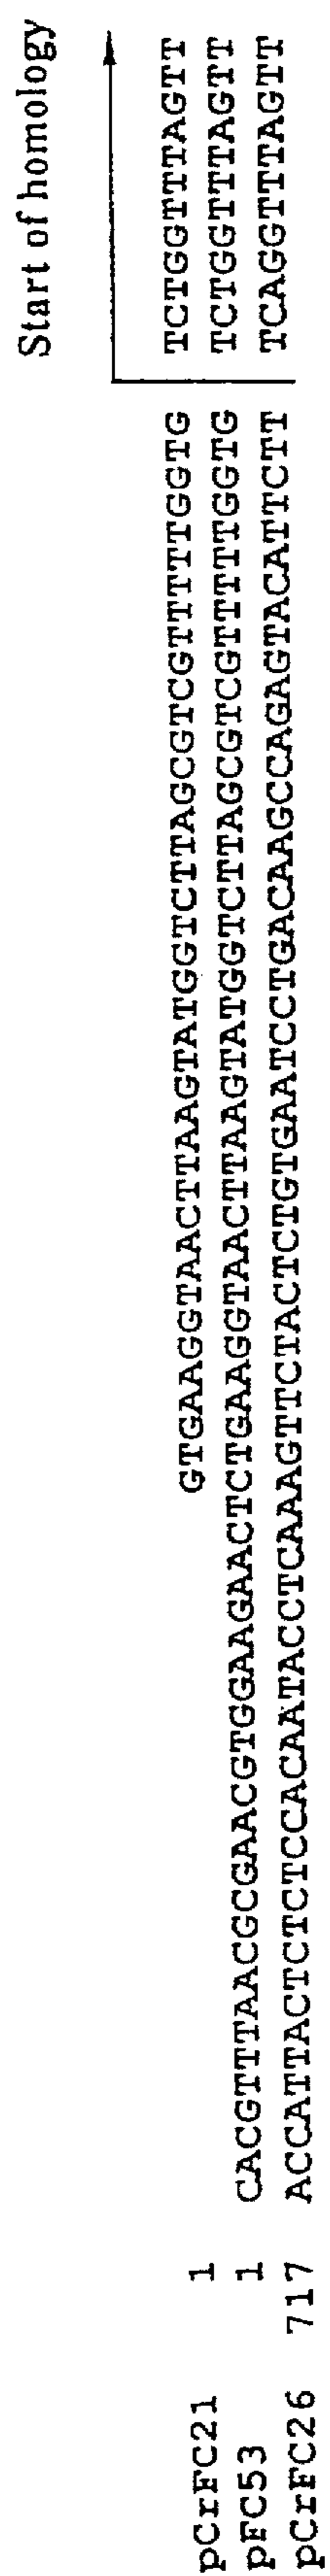 Start of homology
pCrFC21 1 GTGAAGGTAACTTAAGTATGGTCTTAGCGTCGTTTTTGGTG TCTGGTTTAGTT
pFC53 1 CACGTTTAACGCGAACGTGGAAGAACTCTGAAGGTAACTTAAGTATGGTCTTAGCGTCGTTTTTGGTG TCTGGTTTAGTT
pCrFC26 717 ACCATTACTCTCTCCACAATACCTCAAAGTTCTACTCTGTGAATCCTGACAAGCCAGAGTACATTCTT TCAGGTTTAGTT